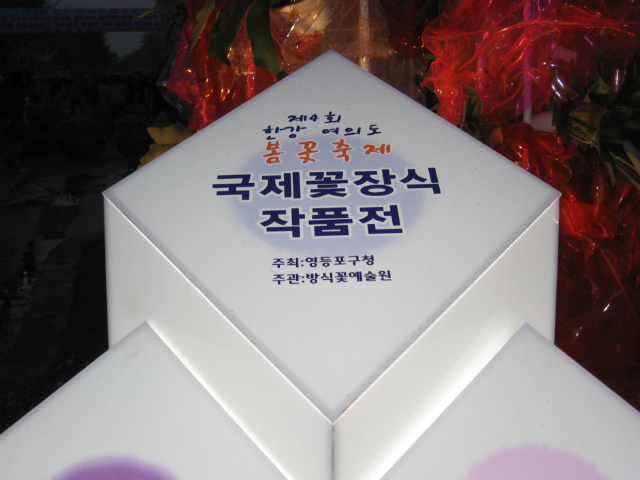 제4회
한강 여의도
봄꽃축제
국제꽃장식
작품전
주최:영등포구청
주관:방식꽃예술원